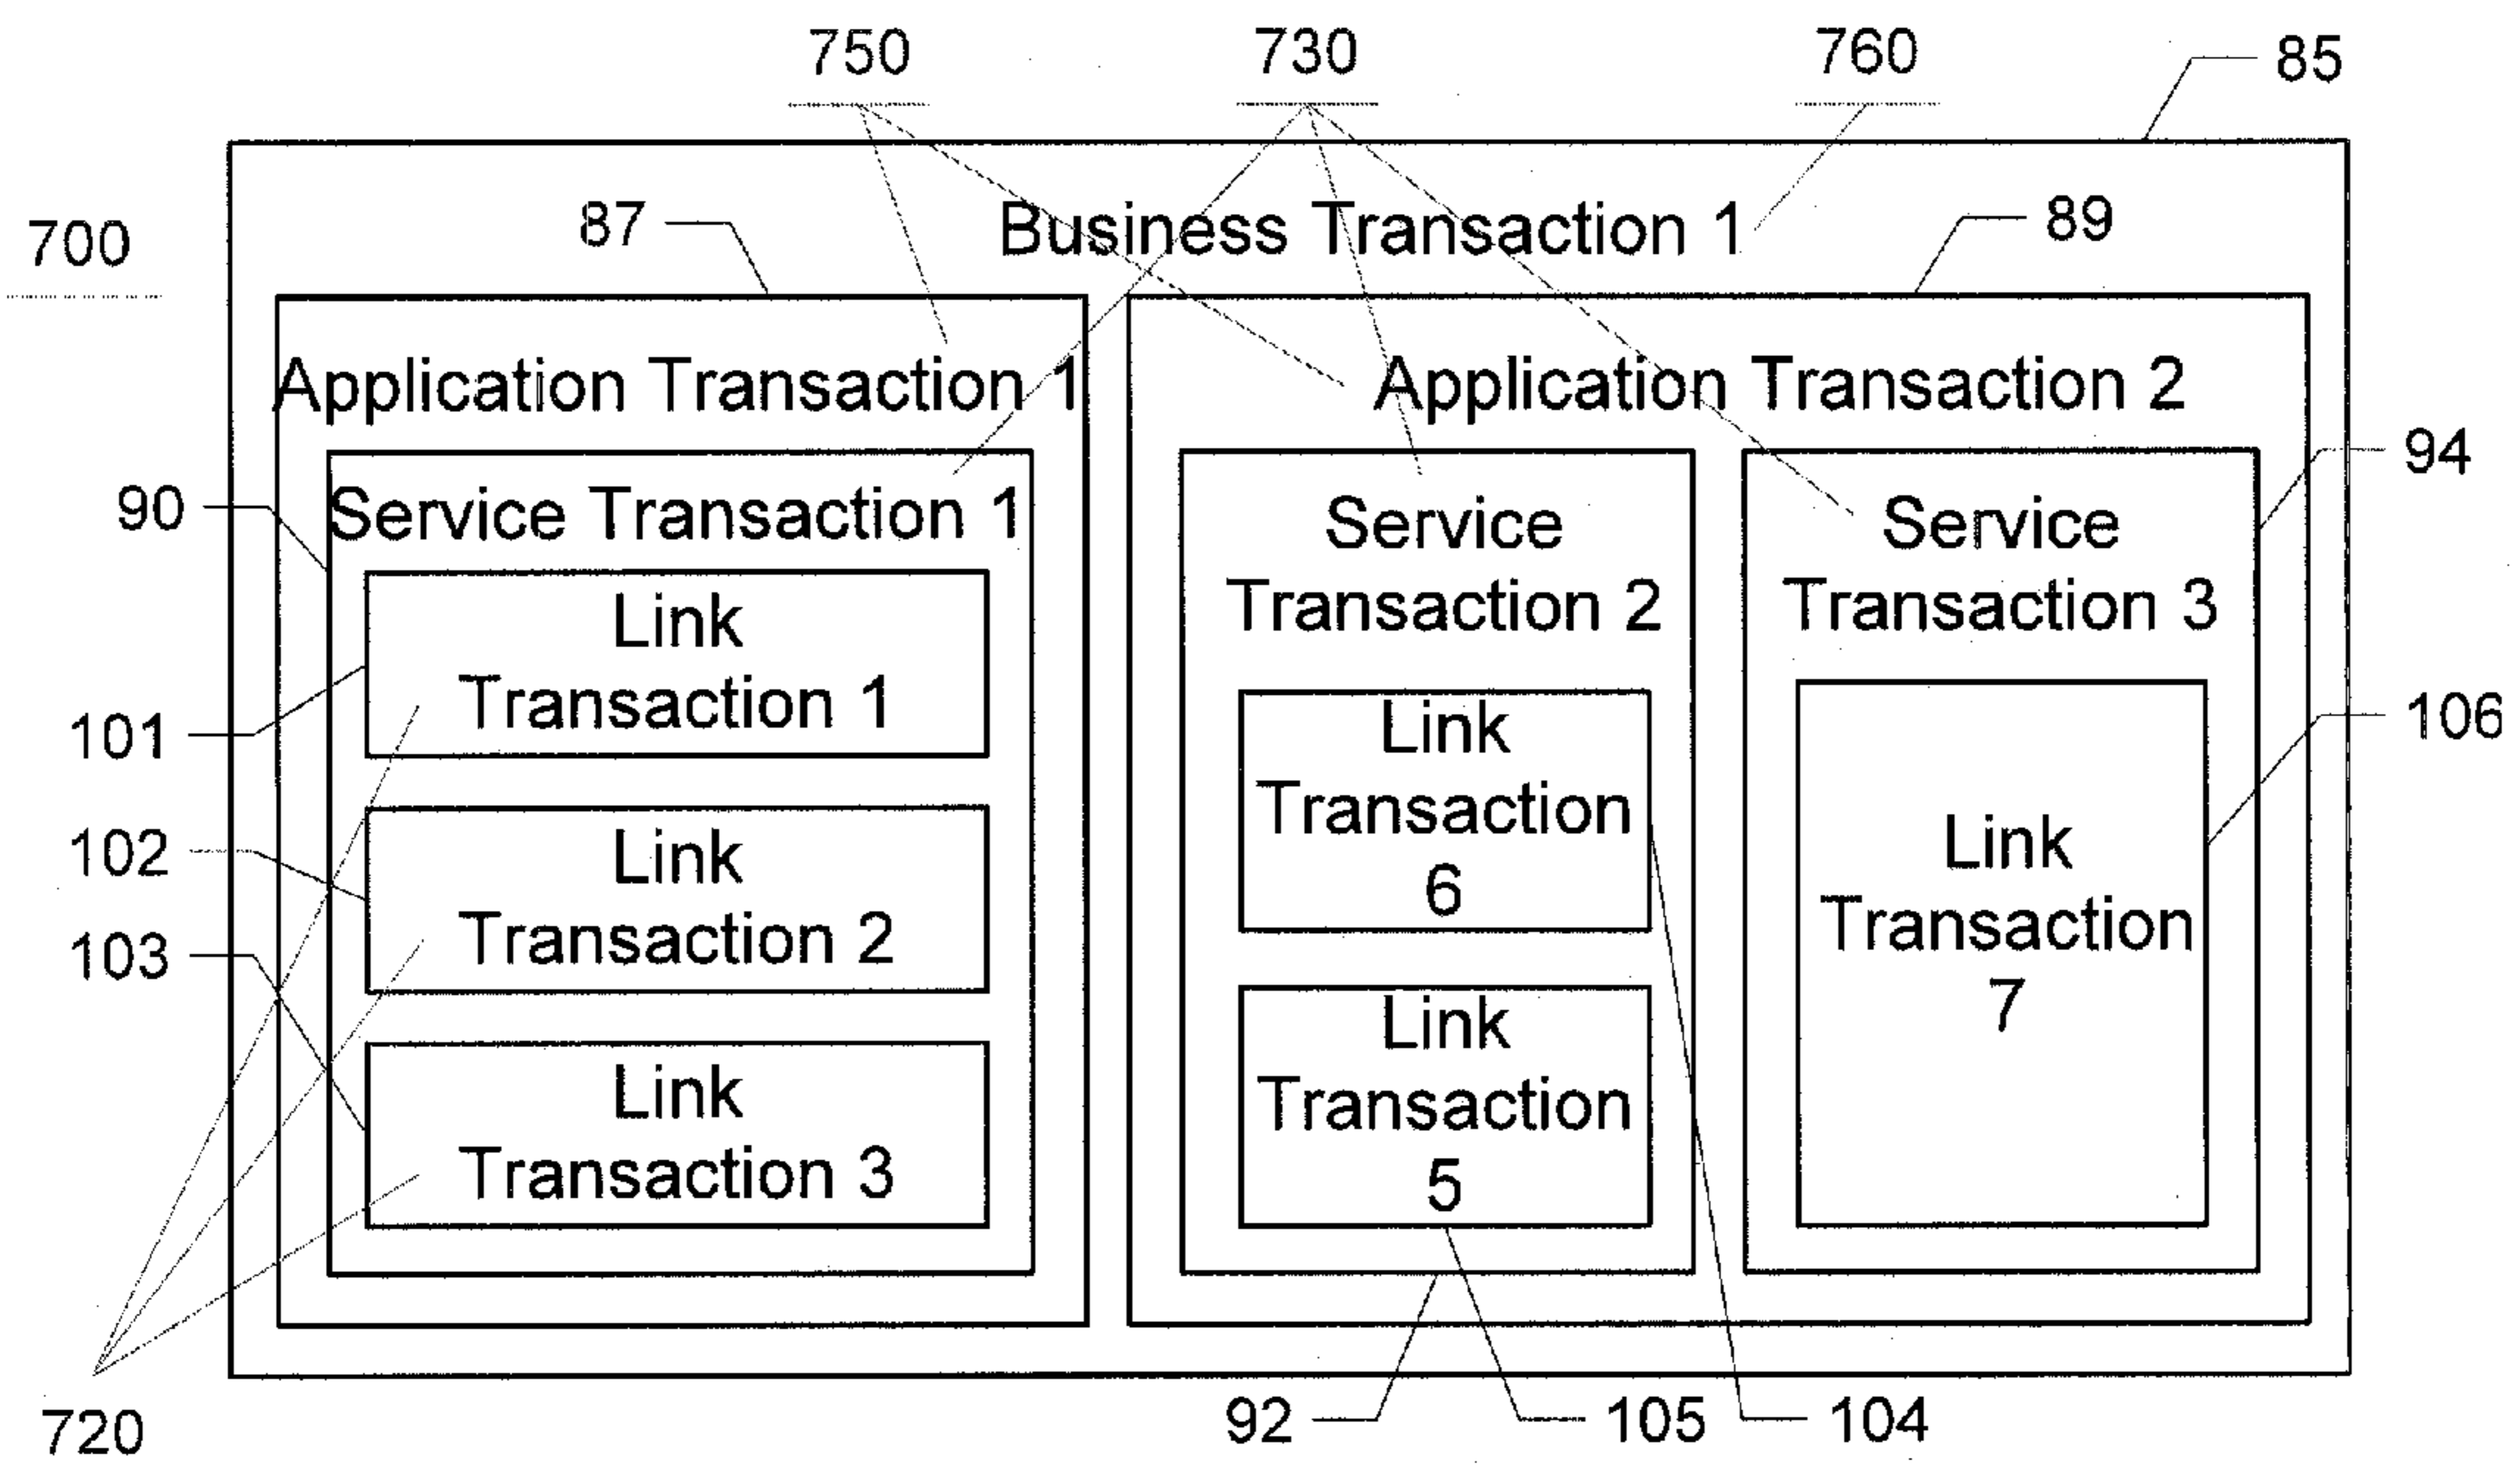 750
730
760
85
700
87
Business Transaction 1
89
Application Transaction 1
Application Transaction 2
94
90
Service Transaction 1
Service
Transaction 2
Service
Transaction 3
Link
Transaction 1
101
Link
Transaction 2
102
103
Link
Transaction 3
Link
Transaction
6
Link
Transaction
5
Link
Transaction
7
106
720
92
105
104